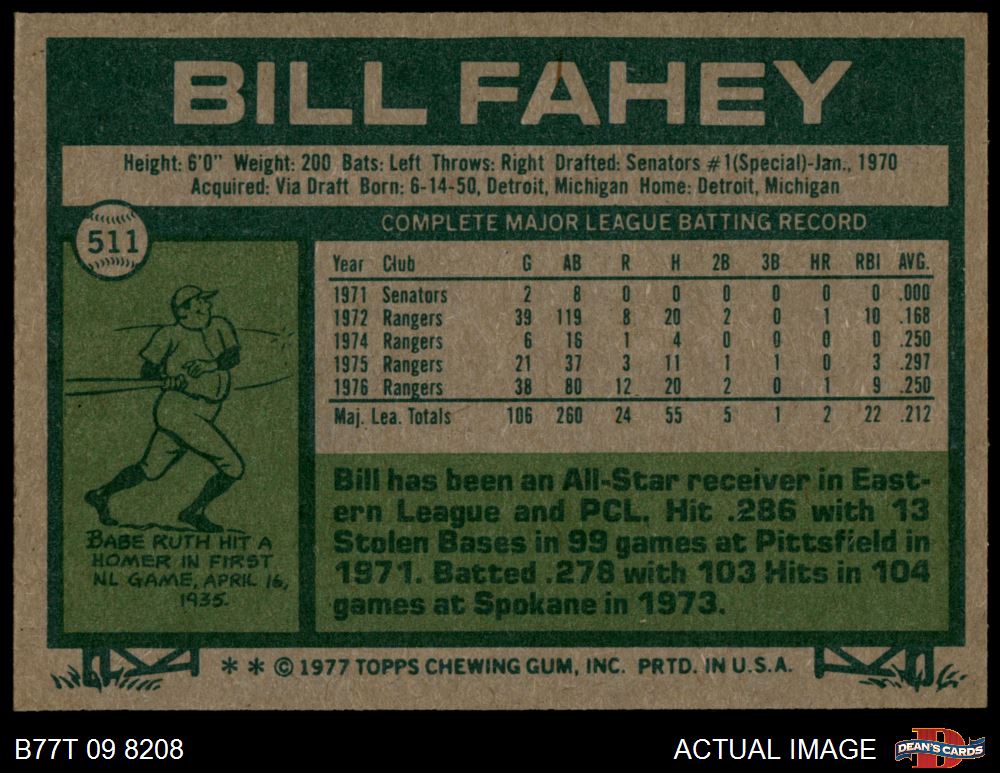 BILL FAHEY
Height: 6'0" Weight: 200 Bats: Left Throws: Right Drafted: Senators #1(Special)-Jan., 1970
Acquired: Via Draft Born: 6-14-50, Detroit, Michigan Home: Detroit, Michigan
511
COMPLETE MAJOR LEAGUE BATTING RECORD
Year Club G AB R H 2B 3B HR RBI AVG.
1971 Senators 2 8 0 0 0 0 0 0 .000
1972 Rangers 39 119 8 20 2 0 1 10 .168
1974 Rangers 6 16 1 4 0 0 0 0 .250
1975 Rangers 21 37 3 11 1 1 0 3 .297
1976 Rangers 38 80 12 20 2 0 1 9 .250
Maj. Lea. Totals 106 260 24 55 5 1 2 22 .212
BABE RUTH HIT A
HOMER IN FIRST
NL GAME, APRIL 16,
1935.
Bill has been an All-Star receiver in East-
ern League and PCL. Hit .286 with 13
Stolen Bases in 99 games at Pittsfield in
1971. Batted .278 with 103 Hits in 104
games at Spokane in 1973.
** © 1977 TOPPS CHEWING GUM, INC. PRTD. IN U.S.A.
B77T 09 8208
ACTUAL IMAGE
D
DEAN'S CARDS